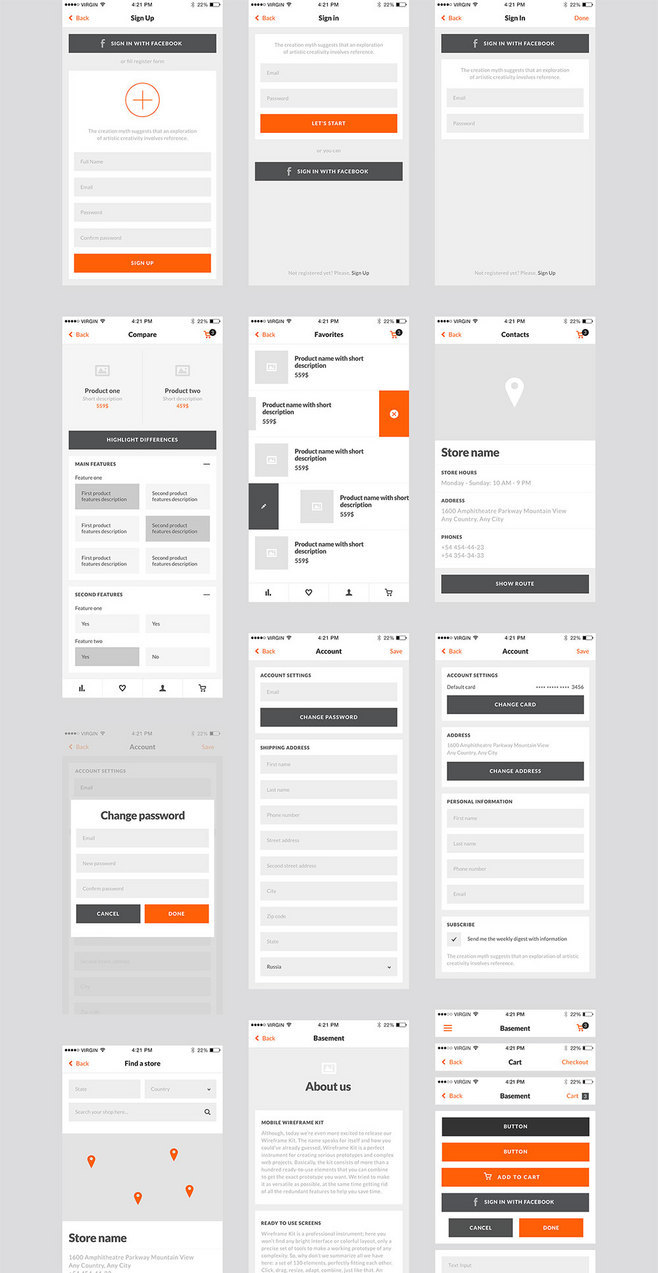 ●●●●○ VIRGIN 4:21 PM 22%
Back Sign Up
SIGN IN WITH FACEBOOK
or fill register form
The creation myth suggests that an exploration
of artistic creativity involves reference.
Full Name
Email
Password
Confirm password
SIGN UP
●●●●○ VIRGIN 4:21 PM 22%
Back Sign in
The creation myth suggests that an exploration
of artistic creativity involves reference.
Email
Password
LET'S START
or you can
SIGN IN WITH FACEBOOK
Not registered yet? Please, Sign Up
●●●●○ VIRGIN 4:21 PM 22%
Back Sign In Done
SIGN IN WITH FACEBOOK
The creation myth suggests that an exploration
of artistic creativity involves reference.
Email
Password
Not registered yet? Please, Sign Up
●●●●○ VIRGIN 4:21 PM 22%
Back Compare 3
Product one Product two
Short description Short description
559$ 459$
HIGHLIGHT DIFFERENCES
MAIN FEATURES
Feature one
First product Second product
features description features description
First product Second product
features description features description
First product Second product
features description features description
SECOND FEATURES
Feature one
Yes Yes
Feature two
Yes No
●●●●○ VIRGIN 4:21 PM 22%
Back Favorites 3
Product name with short
description
559$
Product name with short
description
559$
Product name with short
description
559$
Product name with short
description
559$
Product name with short
description
559$
●●●●○ VIRGIN 4:21 PM 22%
Back Contacts 3
Store name
STORE HOURS
Monday - Sunday: 10 AM - 9 PM
ADDRESS
1600 Amphitheatre Parkway Mountain View
Any Country, Any City
PHONES
+54 454-44-23
+54 354-34-33
SHOW ROUTE
●●●●○ VIRGIN 4:21 PM 22%
Back Account Save
ACCOUNT SETTINGS
Email
Change password
Email
New password
Confirm password
CANCEL DONE
Second street address
City
Zip code
●●●●○ VIRGIN 4:21 PM 22%
Back Account Save
ACCOUNT SETTINGS
Email
CHANGE PASSWORD
SHIPPING ADDRESS
First name
Last name
Phone number
Street address
Second street address
City
Zip code
State
Russia
●●●●○ VIRGIN 4:21 PM 22%
Back Account Save
ACCOUNT SETTINGS
Default card •••• •••• •••• 3456
CHANGE CARD
ADDRESS
1600 Amphitheatre Parkway Mountain View
Any Country, Any City
CHANGE ADDRESS
PERSONAL INFORMATION
First name
Last name
Phone number
Email
SUBSCRIBE
Send me the weekly digest with information
The creation myth suggests that an exploration of artistic
creativity involves reference.
●●●●○ VIRGIN 4:21 PM 22%
Back Find a store
State Country
Search your shop here...
Store name
1600 Amphitheatre Parkway Mountain View
Any Country, Any City
+54 454-44-23
●●●●○ VIRGIN 4:21 PM 22%
Back Basement
About us
MOBILE WIREFRAME KIT
Although, today we're even more excited to release our
Wireframe Kit. The name speaks for itself and how you
could've already guessed, Wireframe Kit is a perfect
instrument for creating serious prototypes and complex
web projects. Basically, the kit consists of more than a
hundred ready-to-use elements that you can combine
to get the exact prototype you want. We tried to make
it as versatile as possible, at the same time getting rid
of all the redundant features to help you save time.
READY TO USE SCREENS
Wireframe Kit is a professional instrument; here you
won't find any bright interface or colorful layout, only a
precise set of tools to make a working prototype of any
complexity. So, why don't we summarize all we have
here: a set of 130 elements, perfectly fitting each other.
Click, drag, resize, adapt, combine, just like that. An
●●●●○ VIRGIN 4:21 PM 22%
Basement 3
●●●●○ VIRGIN 4:21 PM 22%
Back Cart Checkout
●●●●○ VIRGIN 4:21 PM 22%
Back Basement Cart 3
BUTTON
BUTTON
ADD TO CART
SIGN IN WITH FACEBOOK
CANCEL DONE
Text Input